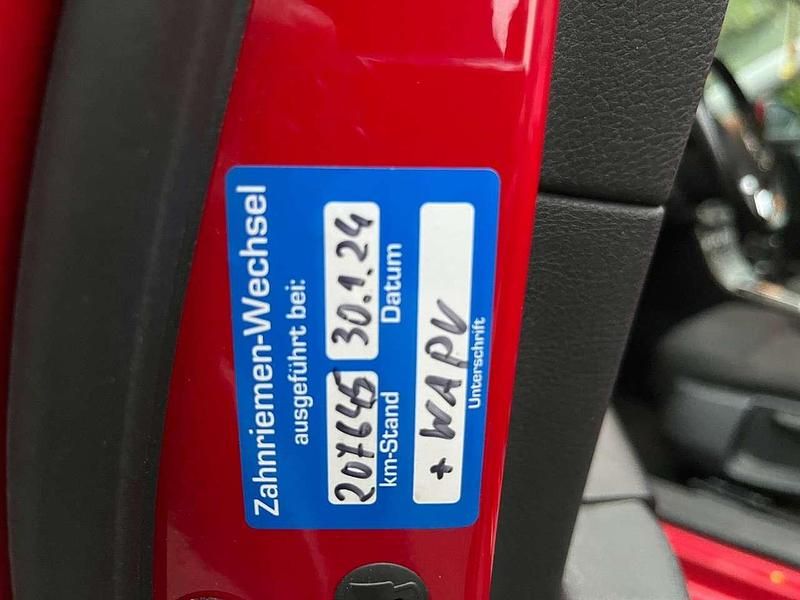 Zahnriemen-Wechsel
ausgeführt bei:
207645 30.1.24
km-Stand Datum
+ WAPU
Unterschrift